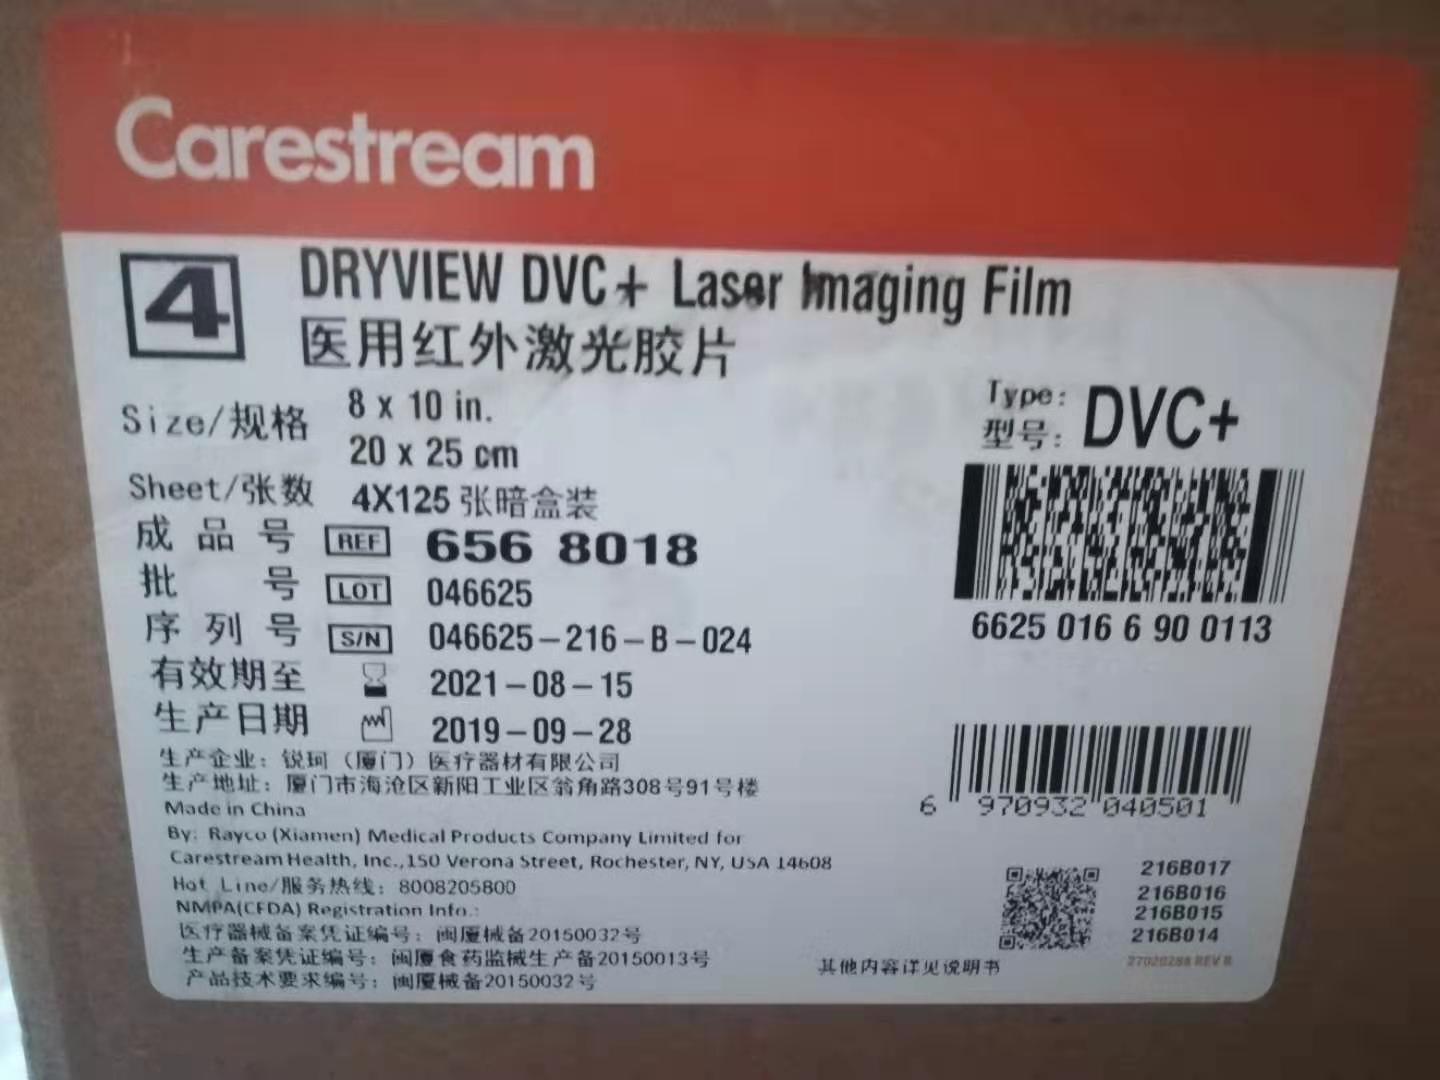 Carestream
4
DRYVIEW DVC+ Laser Imaging Film
医用红外激光胶片
Size/规格 8 x 10 in.
20 x 25 cm
Type:
型号: DVC+
Sheet/张数 4X125 张暗盒装
成品号 REF 656 8018
批号 LOT 046625
序列号 S/N 046625-216-B-024
有效期至 2021-08-15
生产日期 2019-09-28
6625 016 6 90 0113
生产企业：锐珂（厦门）医疗器材有限公司
生产地址：厦门市海沧区新阳工业区翁角路308号91号楼
Made in China
By: Rayco (Xiamen) Medical Products Company Limited for
Carestream Health, Inc.,150 Verona Street, Rochester, NY, USA 14608
Hot Line/服务热线：8008205800
NMPA(CFDA) Registration Info.:
医疗器械备案凭证编号：闽厦械备20150032号
生产备案凭证编号：闽厦食药监械生产备20150013号
产品技术要求编号：闽厦械备20150032号
6 970932 040501
216B017
216B016
216B015
216B014
其他内容详见说明书
27020288 REV B